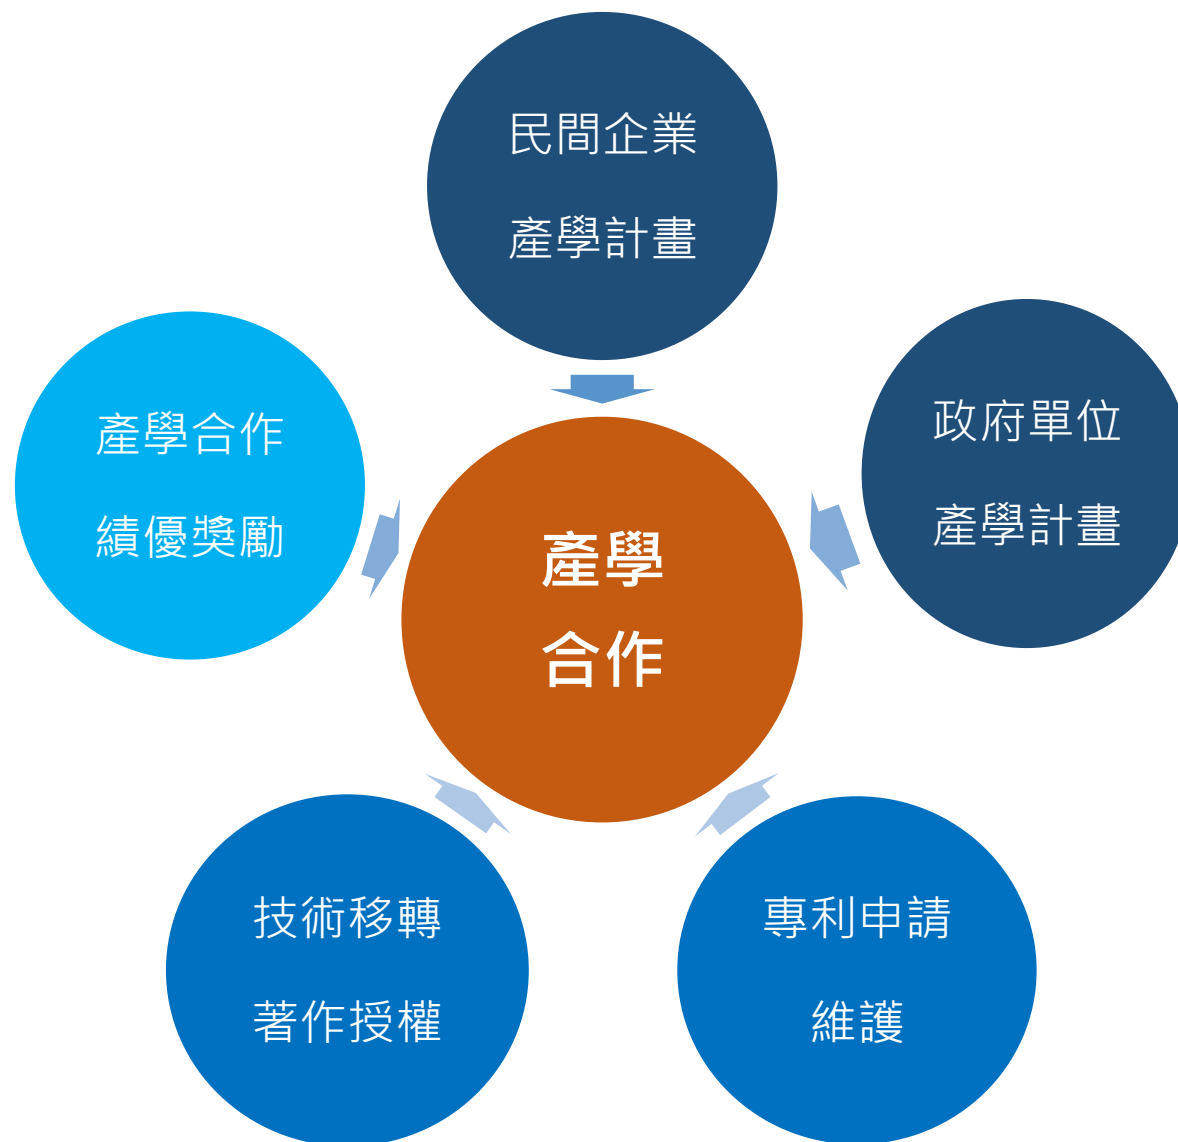 民間企業
產學計畫
政府單位
產學計畫
產學合作
績優獎勵
產學
合作
技術移轉
著作授權
專利申請
維護